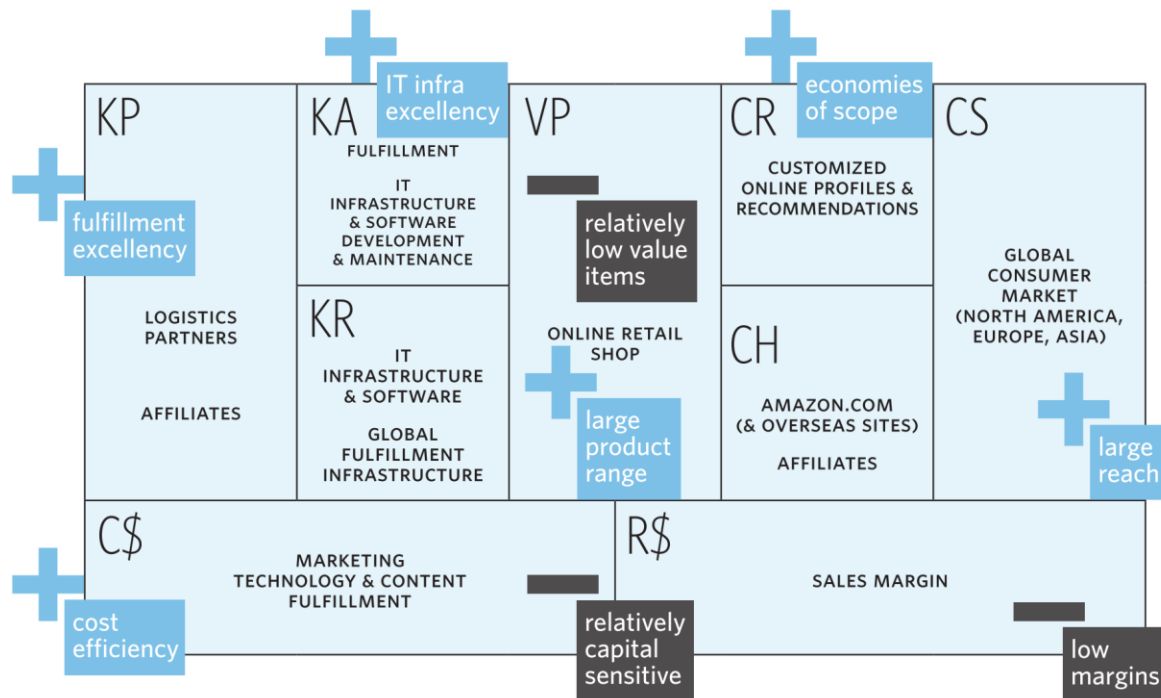 KP
fulfillment
excellency
LOGISTICS
PARTNERS
AFFILIATES
KA
IT infra
excellency
FULFILLMENT
IT
INFRASTRUCTURE
& SOFTWARE
DEVELOPMENT
& MAINTENANCE
KR
IT
INFRASTRUCTURE
& SOFTWARE
GLOBAL
FULFILLMENT
INFRASTRUCTURE
VP
relatively
low value
items
ONLINE RETAIL
SHOP
large
product
range
CR
economies
of scope
CUSTOMIZED
ONLINE PROFILES &
RECOMMENDATIONS
CH
AMAZON.COM
(& OVERSEAS SITES)
AFFILIATES
CS
GLOBAL
CONSUMER
MARKET
(NORTH AMERICA,
EUROPE, ASIA)
large
reach
C$
MARKETING
TECHNOLOGY & CONTENT
FULFILLMENT
cost
efficiency
relatively
capital
sensitive
R$
SALES MARGIN
low
margins